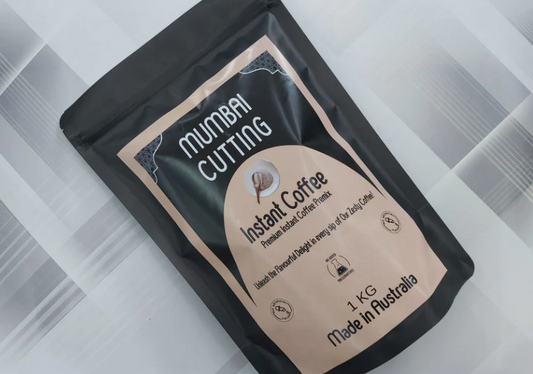 MUMBAI
CUTTING
Instant Coffee
Premium Instant Coffee Premix
Unleash the Flavourful Delight in every sip of Our Zesty Coffee!
1 KG
Made in Australia